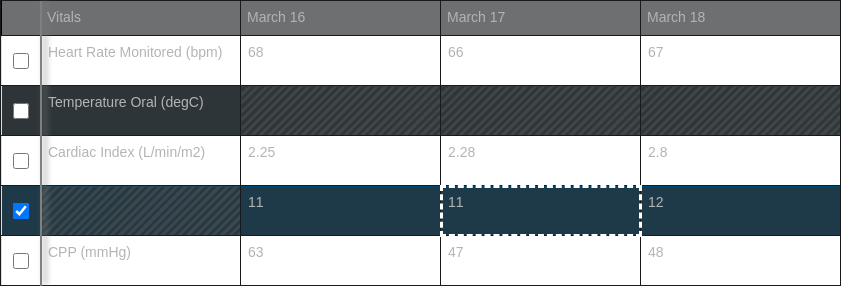 Vitals March 16 March 17 March 18
Heart Rate Monitored (bpm) 68 66 67
Temperature Oral (degC)
Cardiac Index (L/min/m2) 2.25 2.28 2.8
11 11 12
CPP (mmHg) 63 47 48